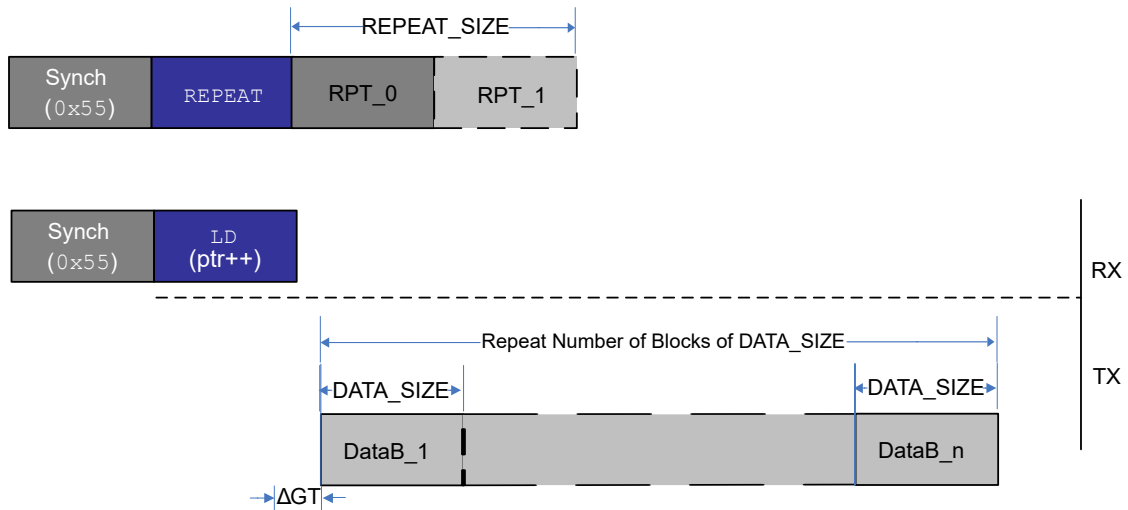 REPEAT_SIZE
Synch
(0x55)
REPEAT
RPT_0
RPT_1
Synch
(0x55)
LD
(ptr++)
RX
Repeat Number of Blocks of DATA_SIZE
TX
DATA_SIZE
DATA_SIZE
DataB_1
DataB_n
ΔGT